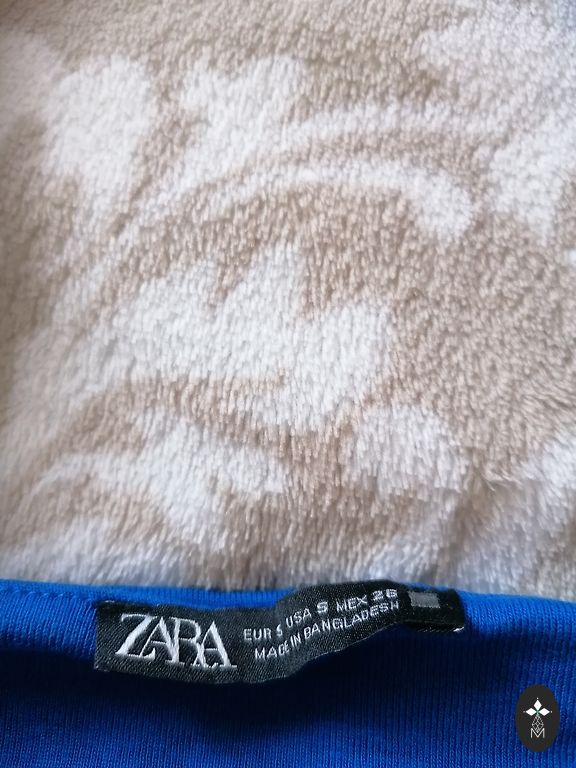 ZARA
EUR S USA S MEX 26
MADE IN BANGLADESH
M